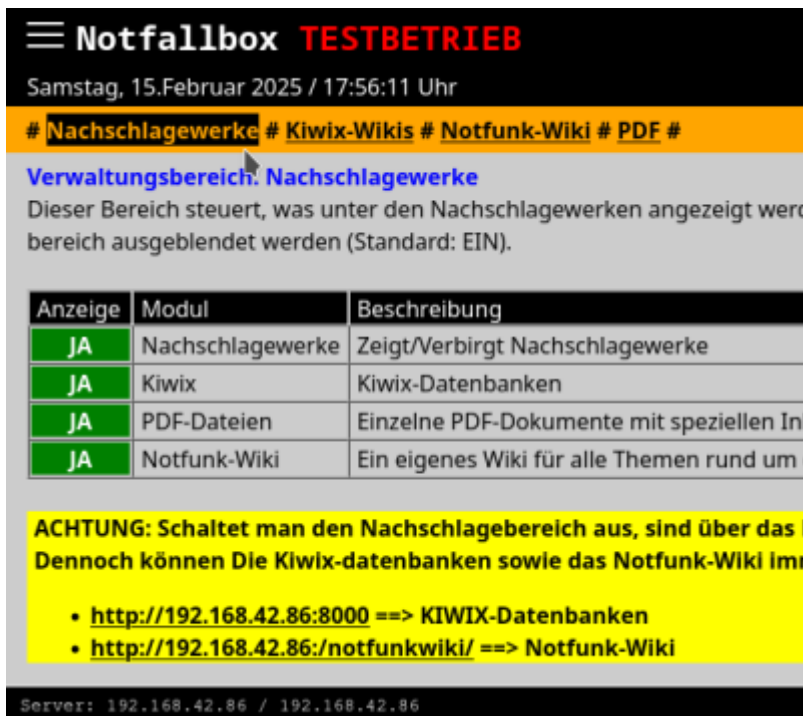 Notfallbox TESTBETRIEB
Samstag, 15.Februar 2025 / 17:56:11 Uhr
# Nachschlagewerke # Kiwix-Wikis # Notfunk-Wiki # PDF #
Verwaltungsbereich: Nachschlagewerke
Dieser Bereich steuert, was unter den Nachschlagewerken angezeigt werd
bereich ausgeblendet werden (Standard: EIN).
Anzeige Modul Beschreibung
JA Nachschlagewerke Zeigt/Verbirgt Nachschlagewerke
JA Kiwix Kiwix-Datenbanken
JA PDF-Dateien Einzelne PDF-Dokumente mit speziellen In
JA Notfunk-Wiki Ein eigenes Wiki für alle Themen rund um
ACHTUNG: Schaltet man den Nachschlagebereich aus, sind über das
Dennoch können Die Kiwix-datenbanken sowie das Notfunk-Wiki im
• http://192.168.42.86:8000 ==> KIWIX-Datenbanken
• http://192.168.42.86:/notfunkwiki/ ==> Notfunk-Wiki
Server: 192.168.42.86 / 192.168.42.86